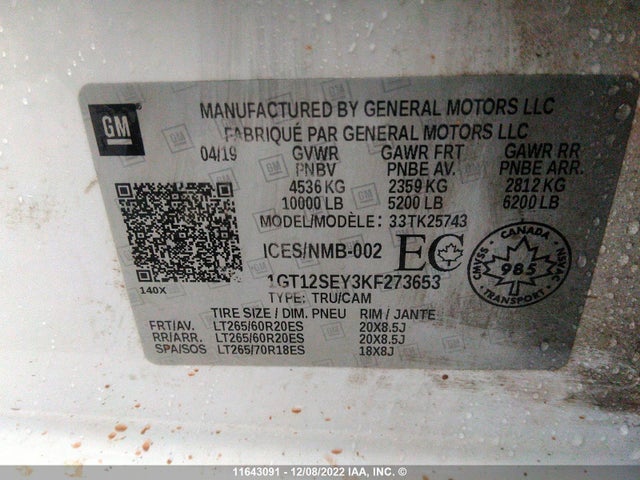 GM
MANUFACTURED BY GENERAL MOTORS LLC
FABRIQUÉ PAR GENERAL MOTORS LLC
04/19 GVWR GAWR FRT GAWR RR
PNBV PNBE AV. PNBE ARR.
4536 KG 2359 KG 2812 KG
10000 LB 5200 LB 6200 LB
MODEL/MODÈLE: 33TK25743
140X
ICES/NMB-002 EC
CANADA
985
1GT12SEY3KF273653
TYPE: TRU/CAM
TIRE SIZE / DIM. PNEU RIM / JANTE
FRT/AV. LT265/60R20ES 20X8.5J
RR/ARR. LT265/60R20ES 20X8.5J
SPA/SOS LT265/70R18ES 18X8J
11643091 - 12/08/2022 IAA, INC. ©